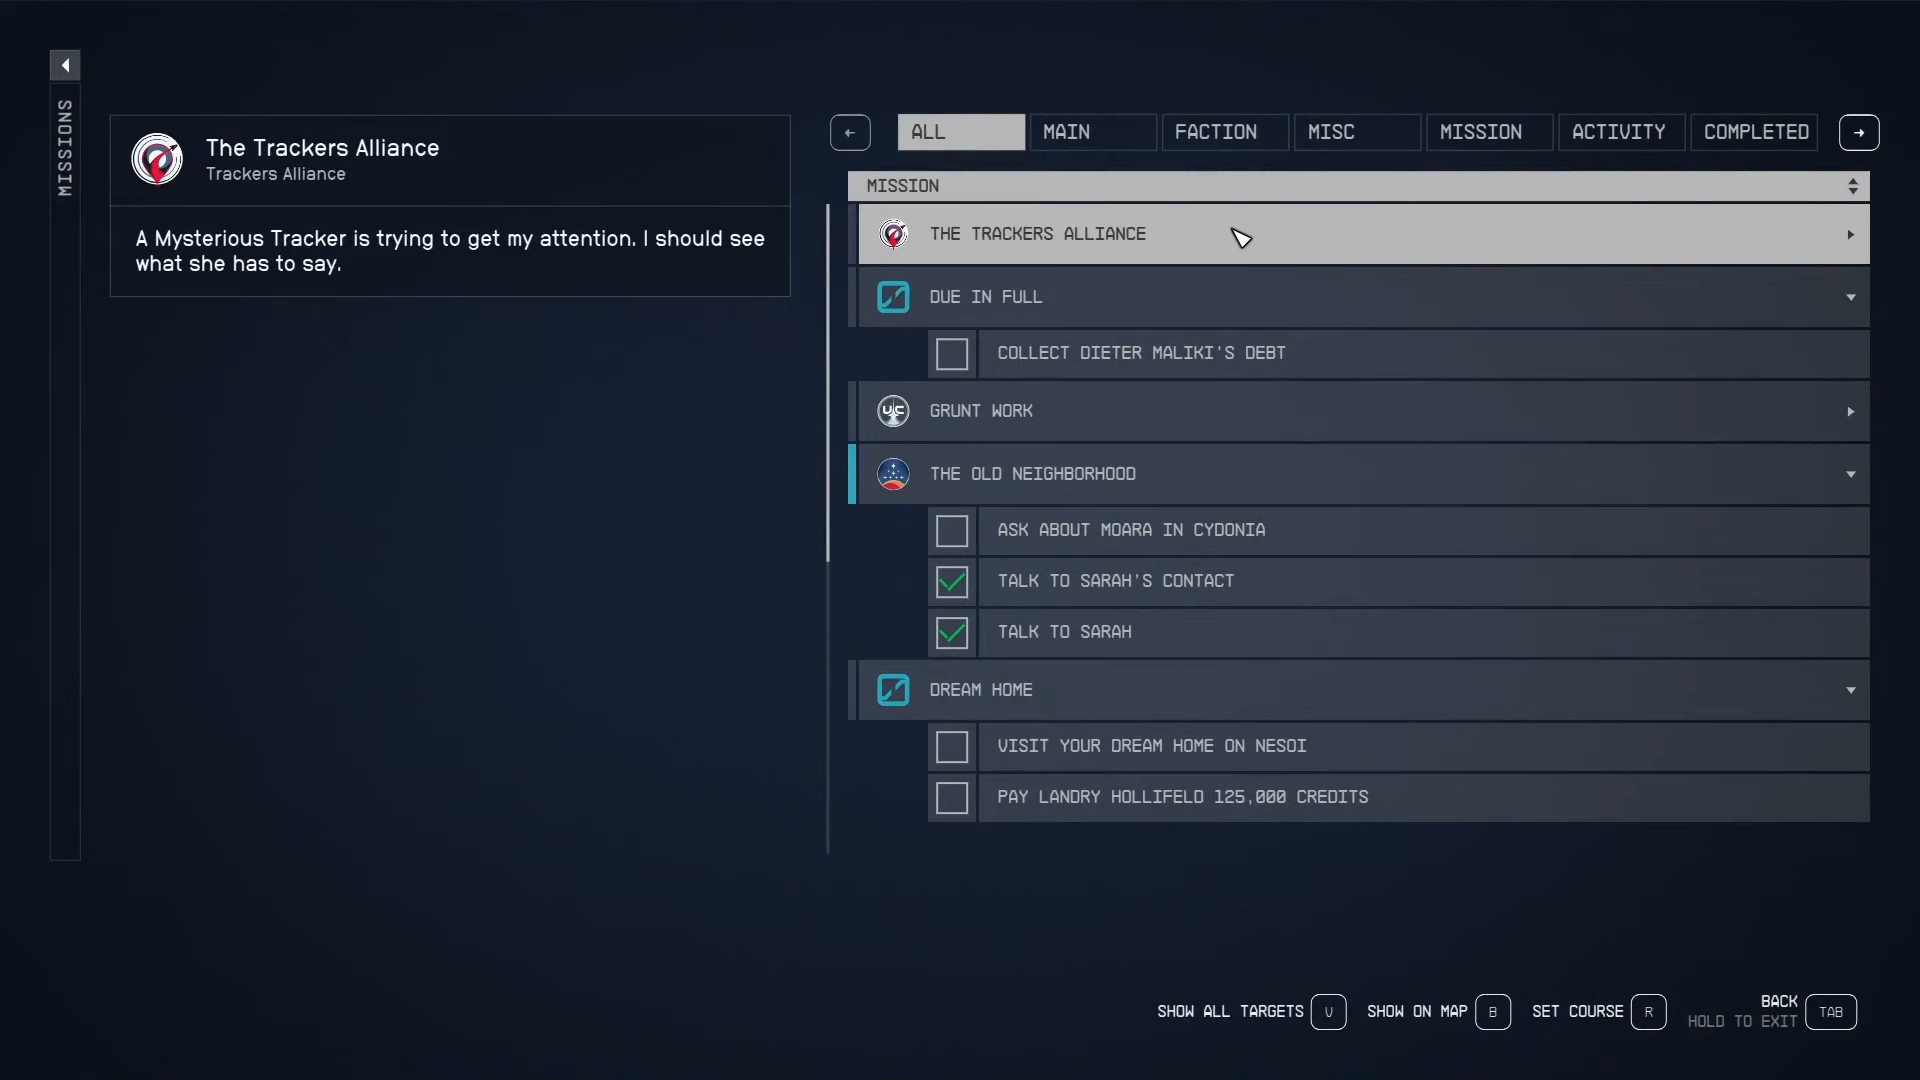 MISSIONS
The Trackers Alliance
Trackers Alliance
A Mysterious Tracker is trying to get my attention. I should see
what she has to say.
ALL
MAIN
FACTION
MISC
MISSION
ACTIVITY
COMPLETED
MISSION
THE TRACKERS ALLIANCE
DUE IN FULL
COLLECT DIETER MALIKI'S DEBT
UC
GRUNT WORK
THE OLD NEIGHBORHOOD
ASK ABOUT MOARA IN CYDONIA
TALK TO SARAH'S CONTACT
TALK TO SARAH
DREAM HOME
VISIT YOUR DREAM HOME ON NESOI
PAY LANDRY HOLLIFELD 125,000 CREDITS
SHOW ALL TARGETS V
SHOW ON MAP B
SET COURSE R
BACK
HOLD TO EXIT
TAB